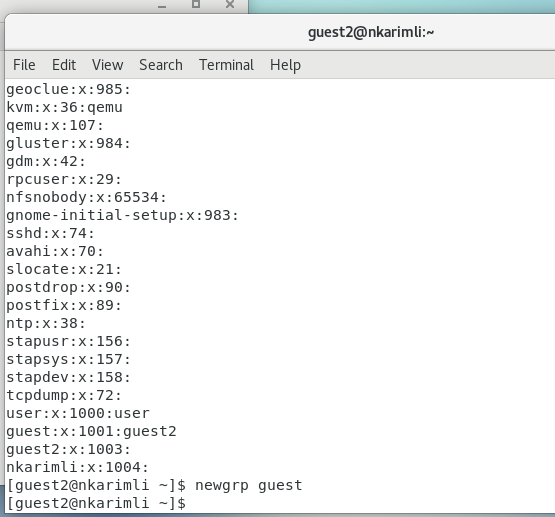 guest2@nkarimli:~
File Edit View Search Terminal Help
geoclue:x:985:
kvm:x:36:qemu
qemu:x:107:
gluster:x:984:
gdm:x:42:
rpcuser:x:29:
nfsnobody:x:65534:
gnome-initial-setup:x:983:
sshd:x:74:
avahi:x:70:
slocate:x:21:
postdrop:x:90:
postfix:x:89:
ntp:x:38:
stapusr:x:156:
stapsys:x:157:
stapdev:x:158:
tcpdump:x:72:
user:x:1000:user
guest:x:1001:guest2
guest2:x:1003:
nkarimli:x:1004:
[guest2@nkarimli ~]$ newgrp guest
[guest2@nkarimli ~]$